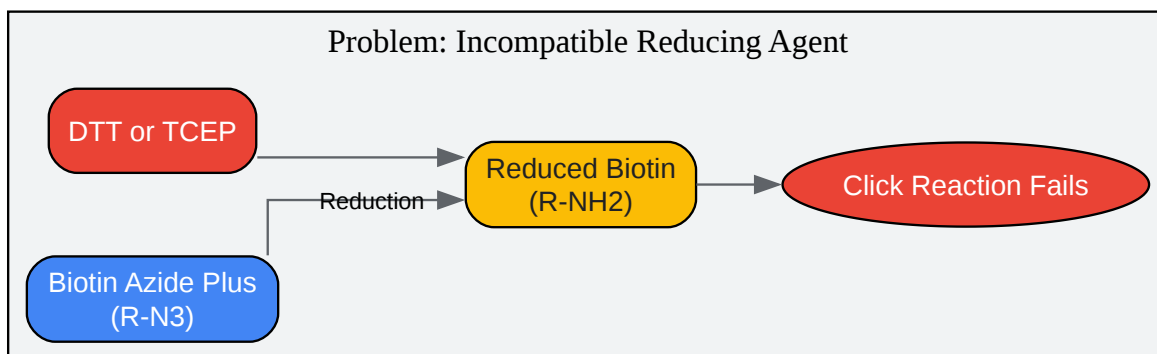 Problem: Incompatible Reducing Agent
DTT or TCEP
Reduction
Biotin Azide Plus
(R-N3)
Reduced Biotin
(R-NH2)
Click Reaction Fails